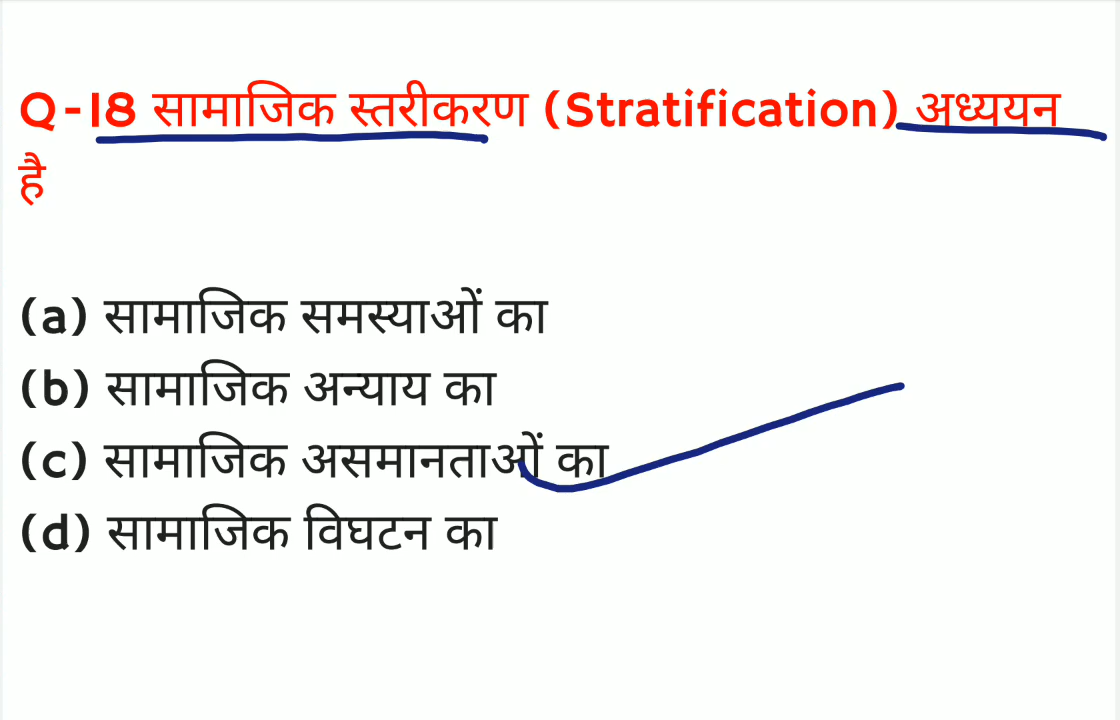 Q-18 सामाजिक स्तरीकरण (Stratification) अध्ययन
है
(a) सामाजिक समस्याओं का
(b) सामाजिक अन्याय का
(c) सामाजिक असमानताओं का
(d) सामाजिक विघटन का